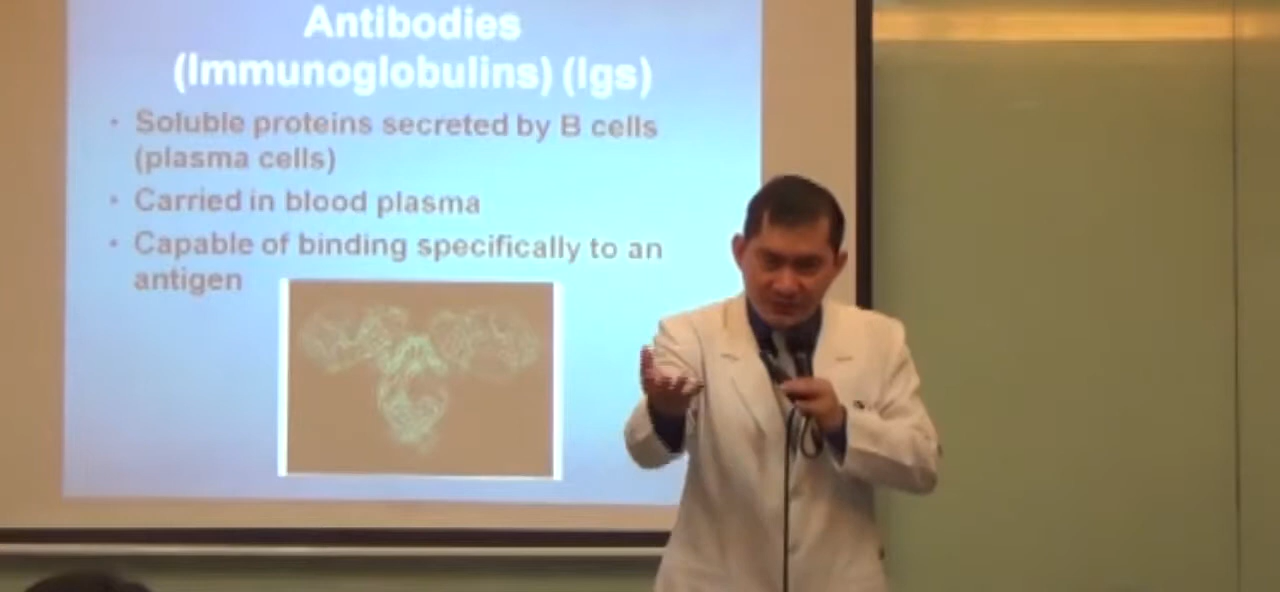 Antibodies
(Immunoglobulins) (Igs)
• Soluble proteins secreted by B cells
(plasma cells)
• Carried in blood plasma
• Capable of binding specifically to an
antigen